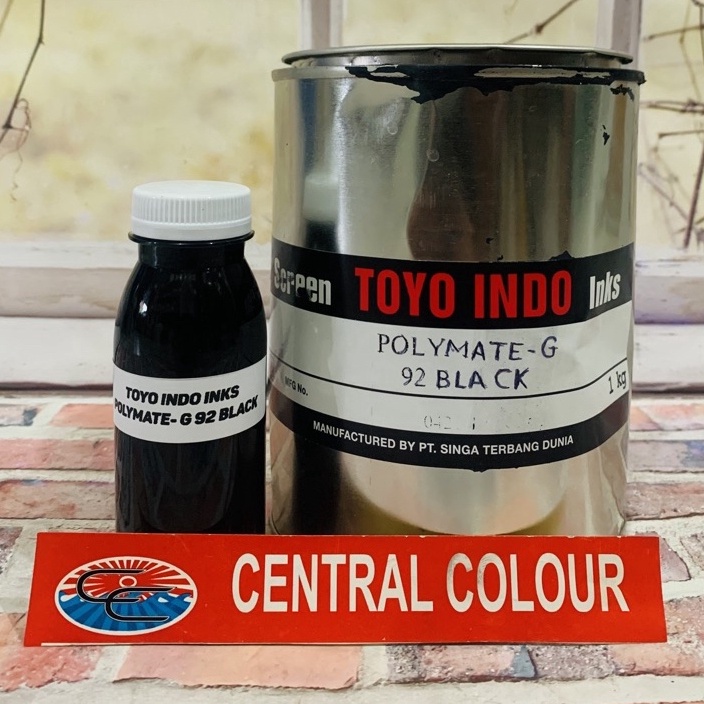 Screen TOYO INDO Inks
POLYMATE-G
92 BLACK
MFG No.
1 kg
MANUFACTURED BY PT. SINGA TERBANG DUNIA
TOYO INDO INKS
POLYMATE- G 92 BLACK
CC
CENTRAL COLOUR